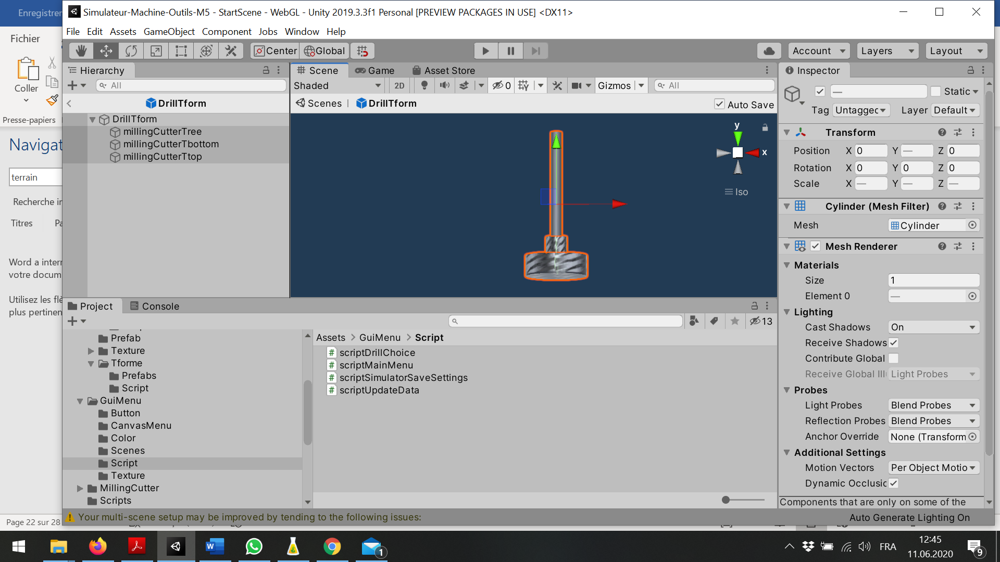 Enregistrer
Simulateur-Machine-Outils-M5 - StartScene - WebGL - Unity 2019.3.3f1 Personal [PREVIEW PACKAGES IN USE] <DX11>
Fichier
File Edit Assets GameObject Component Jobs Window Help
Center Global
Account Layers Layout
Coller
Presse-papiers
Hierarchy
All
DrillTform
DrillTform
millingCutterTree
millingCutterTbottom
millingCutterTtop
Scene Game Asset Store
Shaded 2D 0 Gizmos All
Scenes | DrillTform Auto Save
y
x
Iso
Inspector
— Static
Tag Untagged Layer Default
Transform
Position X 0 Y — Z 0
Rotation X 0 Y 0 Z 0
Scale X — Y — Z —
Cylinder (Mesh Filter)
Mesh Cylinder
Mesh Renderer
Materials
Size 1
Element 0 —
Lighting
Cast Shadows On
Receive Shadows
Contribute Global
Receive Global Ill Light Probes
Probes
Light Probes Blend Probes
Reflection Probes Blend Probes
Anchor Override None (Transform
Additional Settings
Motion Vectors Per Object Motio
Dynamic Occlusic
Components that are only on some of the
Navigat
terrain
Recherche in
Titres Pa
Word a interr
votre docum
Utilisez les flè
plus pertinen
Page 22 sur 28
Project Console
13
Prefab
Texture
Tforme
Prefabs
Script
GuiMenu
Button
CanvasMenu
Color
Scenes
Script
Texture
MillingCutter
Scripts
Assets > GuiMenu > Script
scriptDrillChoice
scriptMainMenu
scriptSimulatorSaveSettings
scriptUpdateData
Your multi-scene setup may be improved by tending to the following issues:
Auto Generate Lighting On
1
FRA
12:45
11.06.2020
9